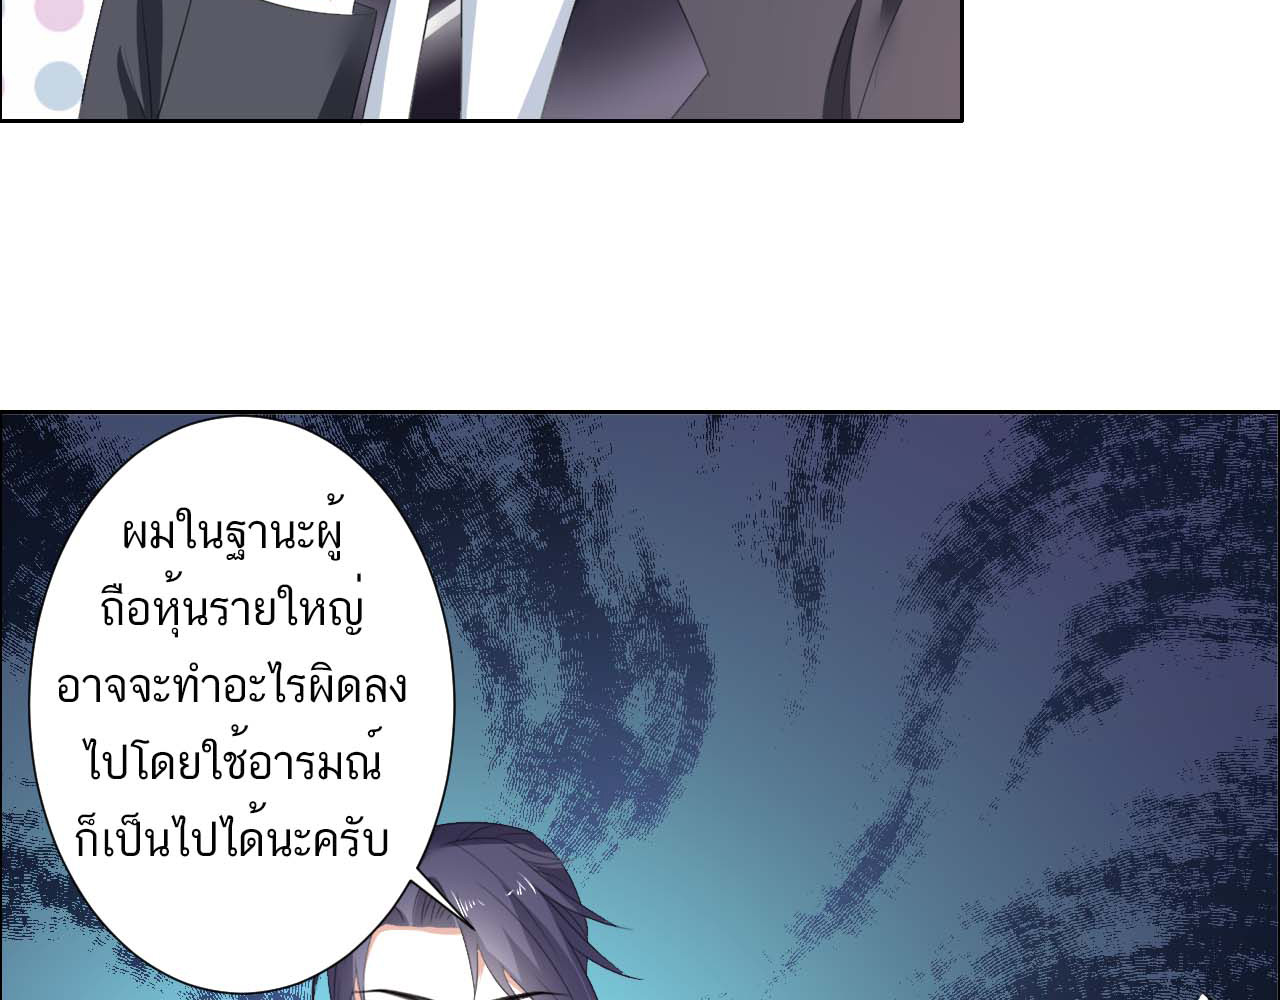 ผมในฐานะผู้
ถือหุ้นรายใหญ่
อาจจะทำอะไรผิดลง
ไปโดยใช้อารมณ์
ก็เป็นไปได้นะครับ